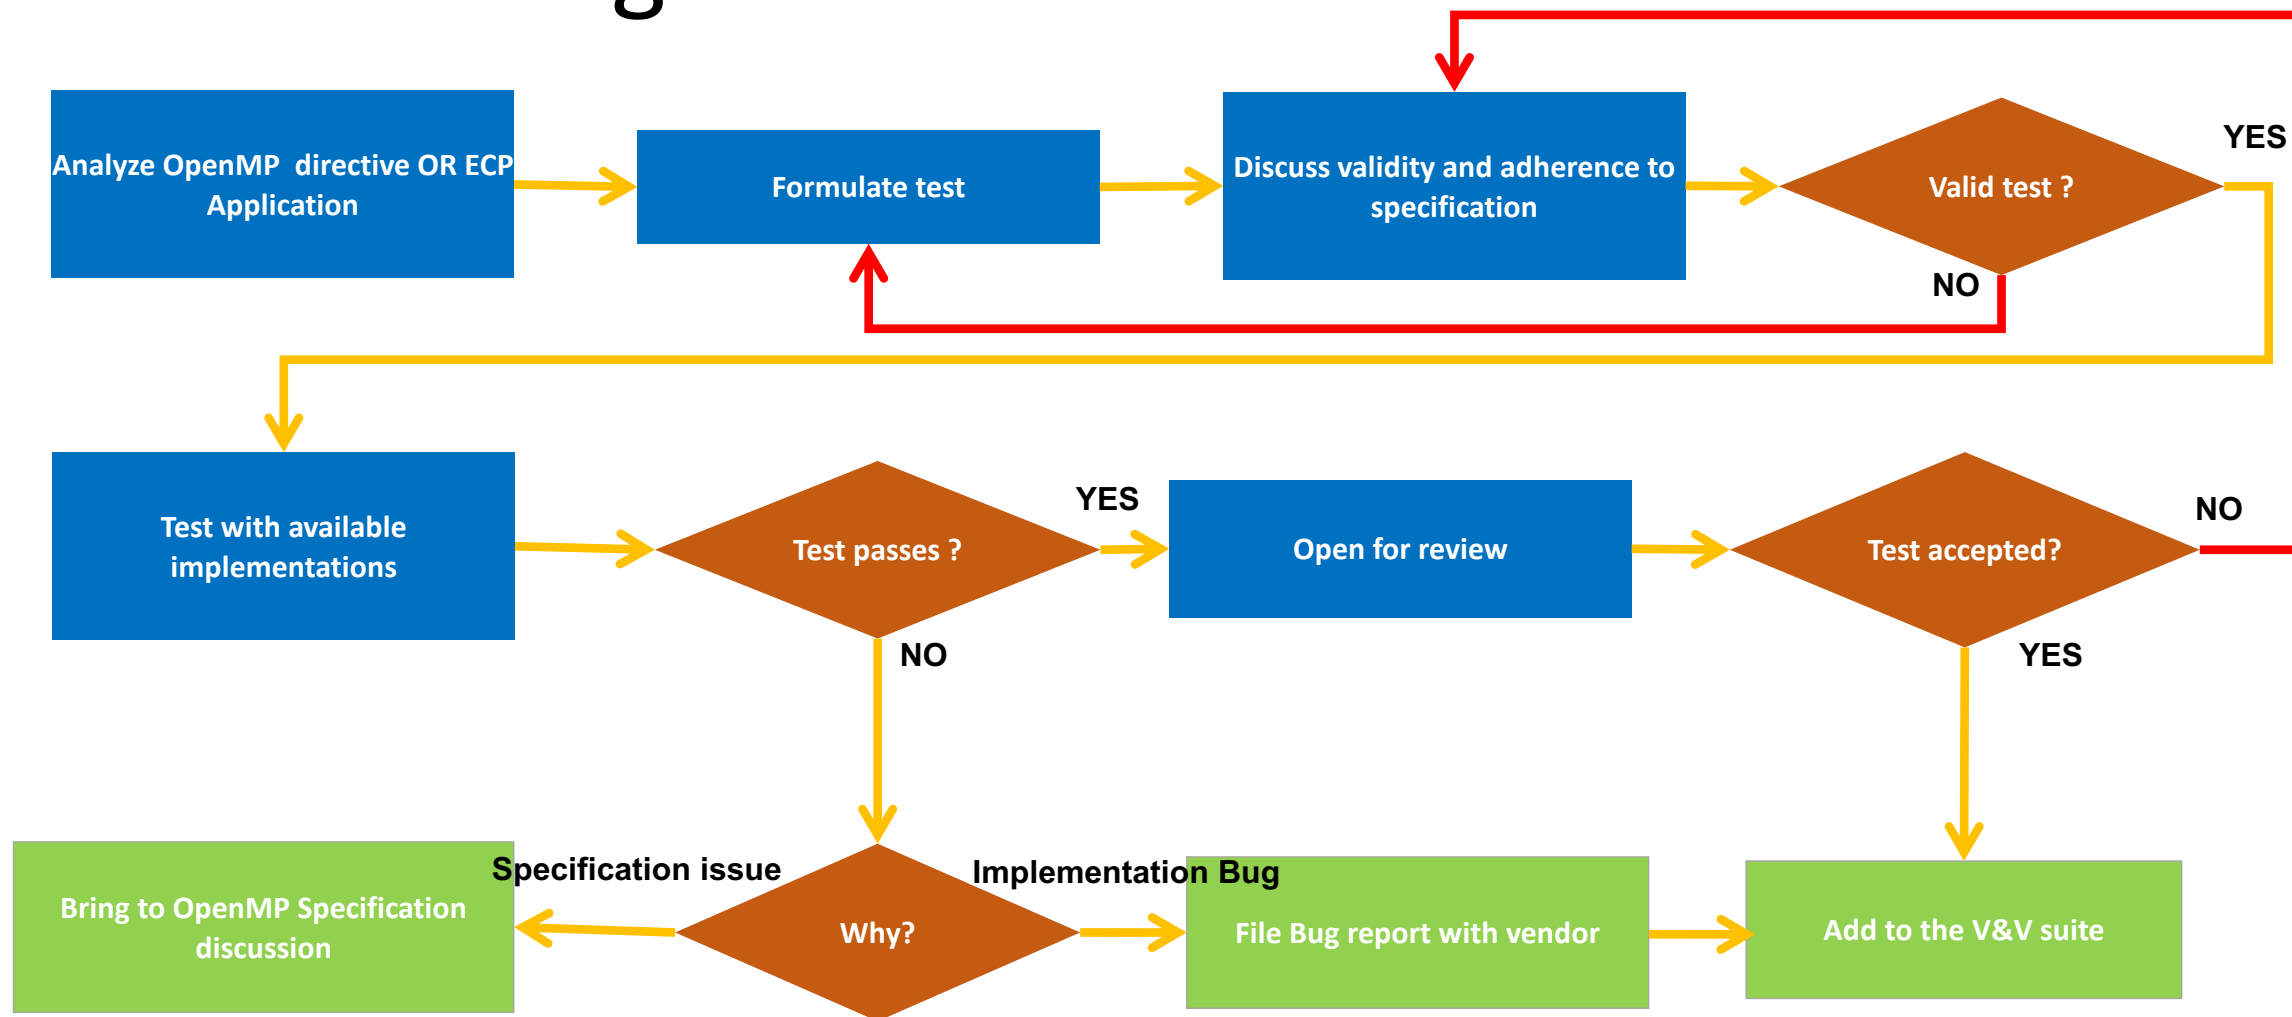 g
Analyze OpenMP directive OR ECP
Application
Formulate test
Discuss validity and adherence to
specification
Valid test ?
YES
NO
Test with available
implementations
Test passes ?
YES
NO
Open for review
Test accepted?
NO
YES
Bring to OpenMP Specification
discussion
Specification issue
Why?
Implementation Bug
File Bug report with vendor
Add to the V&V suite